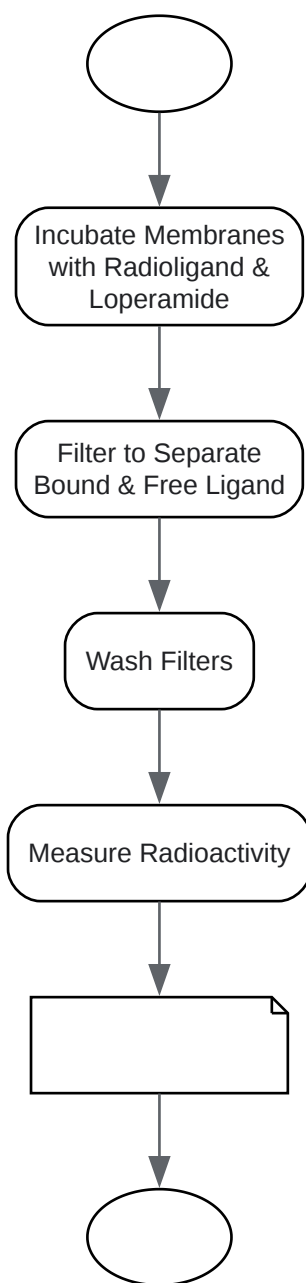 Incubate Membranes
with Radioligand &
Loperamide
Filter to Separate
Bound & Free Ligand
Wash Filters
Measure Radioactivity